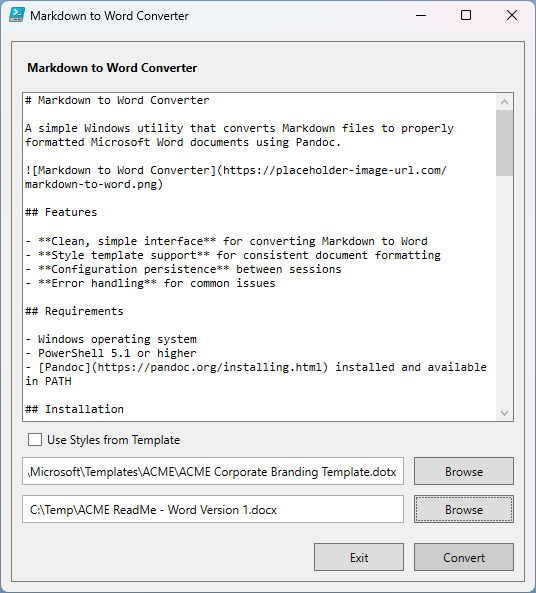 Markdown to Word Converter
Markdown to Word Converter
# Markdown to Word Converter
A simple Windows utility that converts Markdown files to properly
formatted Microsoft Word documents using Pandoc.
![Markdown to Word Converter](https://placeholder-image-url.com/
markdown-to-word.png)
## Features
- **Clean, simple interface** for converting Markdown to Word
- **Style template support** for consistent document formatting
- **Configuration persistence** between sessions
- **Error handling** for common issues
## Requirements
- Windows operating system
- PowerShell 5.1 or higher
- [Pandoc](https://pandoc.org/installing.html) installed and available
in PATH
## Installation
Use Styles from Template
\Microsoft\Templates\ACME\ACME Corporate Branding Template.dotx
Browse
C:\Temp\ACME ReadMe - Word Version 1.docx
Browse
Exit
Convert